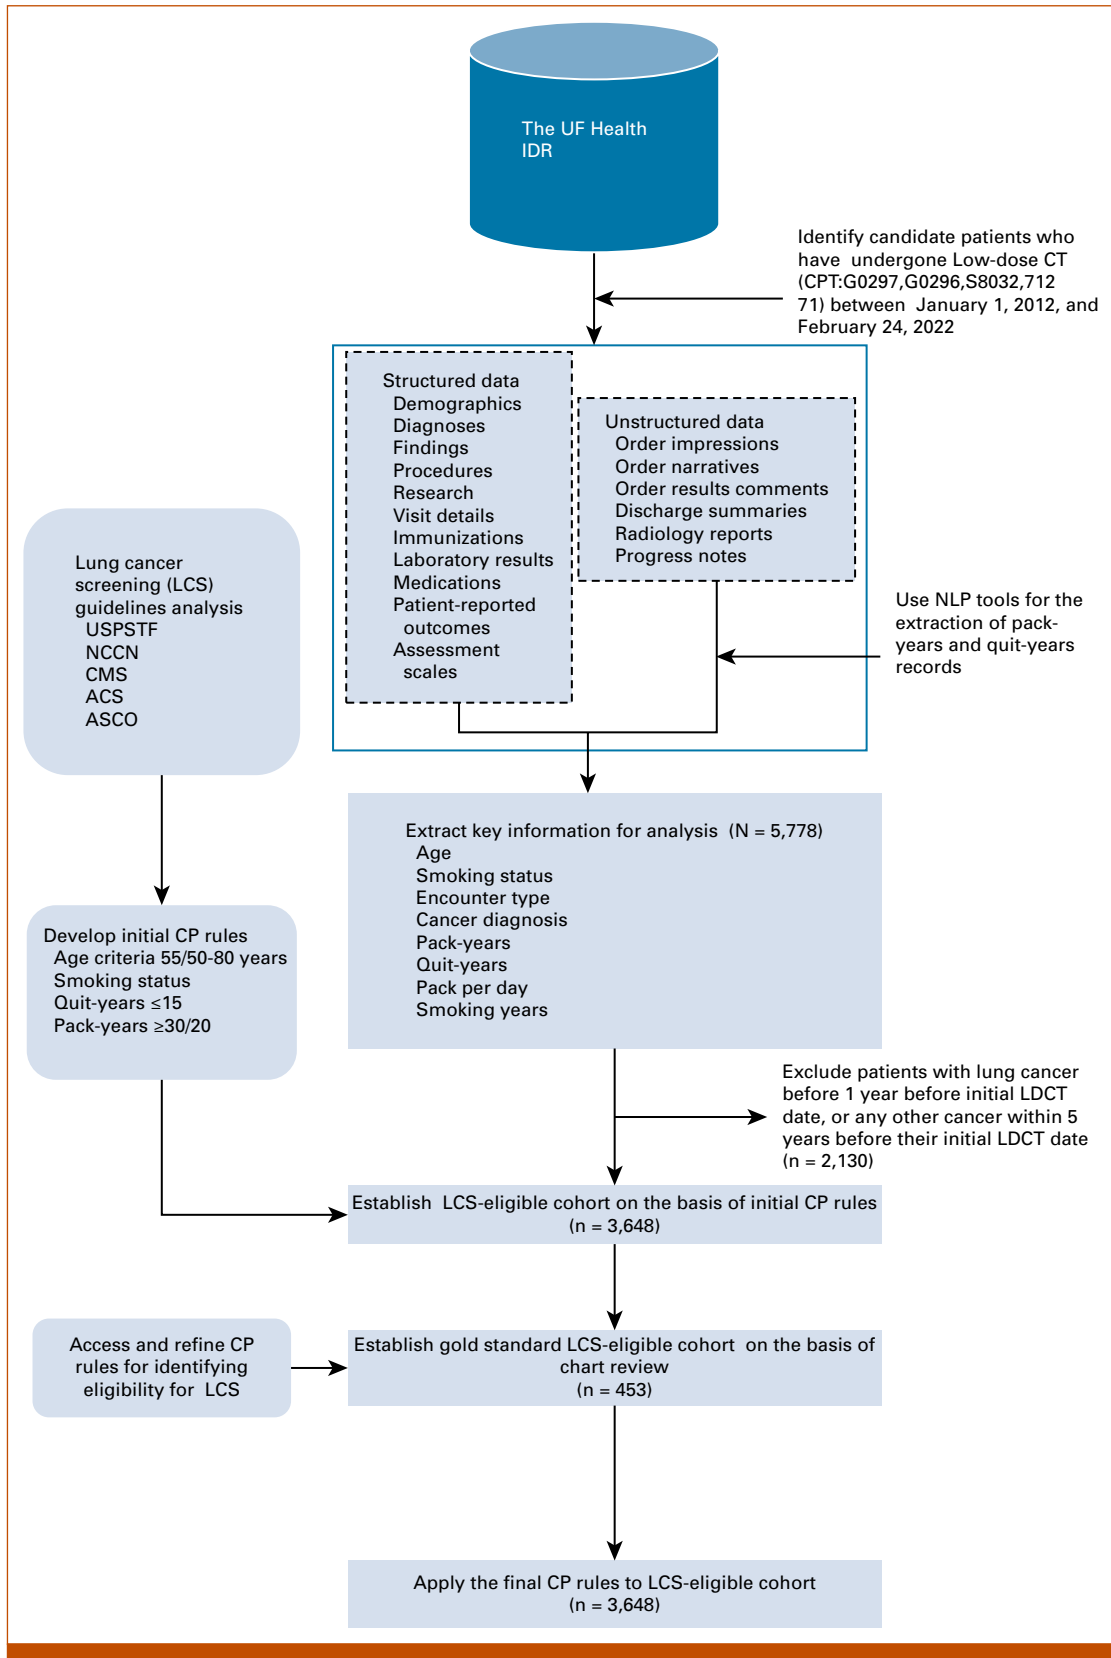 The UF Health
IDR
Identify candidate patients who
have undergone Low-dose CT
(CPT:G0297,G0296,S8032,712
71) between January 1, 2012, and
February 24, 2022
Structured data
Demographics
Diagnoses
Findings
Procedures
Research
Visit details
Immunizations
Laboratory results
Medications
Patient-reported
outcomes
Assessment
scales
Unstructured data
Order impressions
Order narratives
Order results comments
Discharge summaries
Radiology reports
Progress notes
Lung cancer
screening (LCS)
guidelines analysis
USPSTF
NCCN
CMS
ACS
ASCO
Use NLP tools for the
extraction of pack-
years and quit-years
records
Extract key information for analysis (N = 5,778)
Age
Smoking status
Encounter type
Cancer diagnosis
Pack-years
Quit-years
Pack per day
Smoking years
Develop initial CP rules
Age criteria 55/50-80 years
Smoking status
Quit-years ≤15
Pack-years ≥30/20
Exclude patients with lung cancer
before 1 year before initial LDCT
date, or any other cancer within 5
years before their initial LDCT date
(n = 2,130)
Establish LCS-eligible cohort on the basis of initial CP rules
(n = 3,648)
Access and refine CP
rules for identifying
eligibility for LCS
Establish gold standard LCS-eligible cohort on the basis of
chart review
(n = 453)
Apply the final CP rules to LCS-eligible cohort
(n = 3,648)